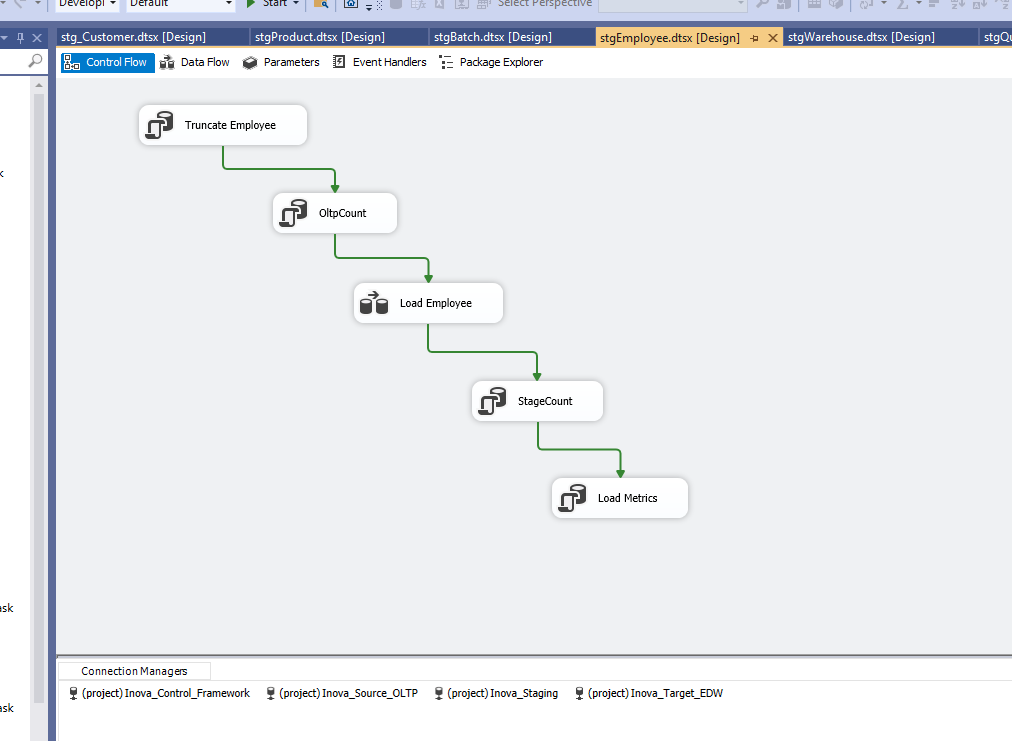 Developi Default Start Select Perspective
stg_Customer.dtsx [Design] stgProduct.dtsx [Design] stgBatch.dtsx [Design] stgEmployee.dtsx [Design] stgWarehouse.dtsx [Design] stgQu
Control Flow Data Flow Parameters Event Handlers Package Explorer
Truncate Employee
OltpCount
Load Employee
StageCount
Load Metrics
ask
Connection Managers
(project) Inova_Control_Framework (project) Inova_Source_OLTP (project) Inova_Staging (project) Inova_Target_EDW
ask